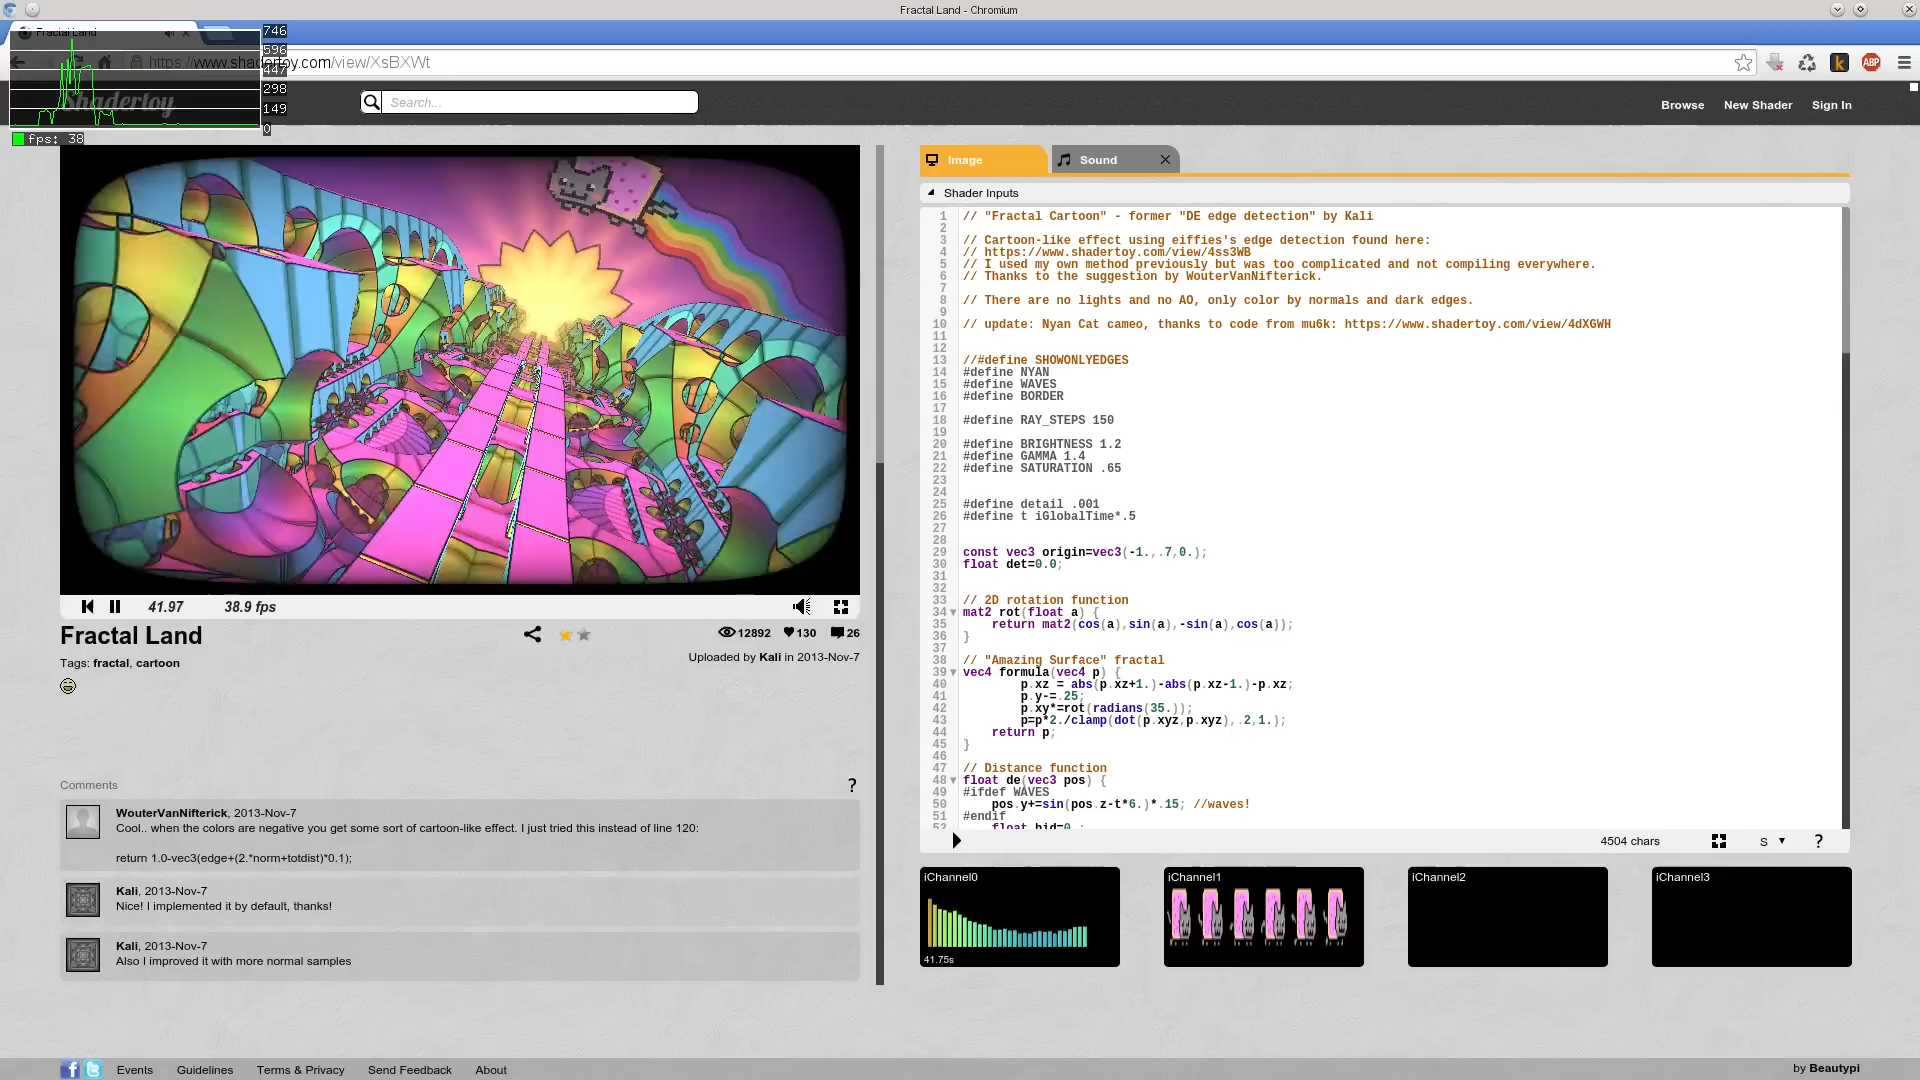 Fractal Land - Chromium
Fractal Land
746
596
447
298
149
0
fps: 38
https://www.shadertoy.com/view/XsBXWt
Shadertoy
Search...
Browse
New Shader
Sign In
ABP
k
Image
Sound
Shader Inputs
1 // "Fractal Cartoon" - former "DE edge detection" by Kali
2
3 // Cartoon-like effect using eiffies's edge detection found here:
4 // https://www.shadertoy.com/view/4ss3WB
5 // I used my own method previously but was too complicated and not compiling everywhere.
6 // Thanks to the suggestion by WouterVanNifterick.
7
8 // There are no lights and no AO, only color by normals and dark edges.
9
10 // update: Nyan Cat cameo, thanks to code from mu6k: https://www.shadertoy.com/view/4dXGWH
11
12
13 //#define SHOWONLYEDGES
14 #define NYAN
15 #define WAVES
16 #define BORDER
17
18 #define RAY_STEPS 150
19
20 #define BRIGHTNESS 1.2
21 #define GAMMA 1.4
22 #define SATURATION .65
23
24
25 #define detail .001
26 #define t iGlobalTime*.5
27
28
29 const vec3 origin=vec3(-1.,.7,0.);
30 float det=0.0;
31
32
33 // 2D rotation function
34 mat2 rot(float a) {
35 return mat2(cos(a),sin(a),-sin(a),cos(a));
36 }
37
38 // "Amazing Surface" fractal
39 vec4 formula(vec4 p) {
40 p.xz = abs(p.xz+1.)-abs(p.xz-1.)-p.xz;
41 p.y-=.25;
42 p.xy*=rot(radians(35.));
43 p=p*2./clamp(dot(p.xyz,p.xyz),.2,1.);
44 return p;
45 }
46
47 // Distance function
48 float de(vec3 pos) {
49 #ifdef WAVES
50 pos.y+=sin(pos.z-t*6.)*.15; //waves!
51 #endif
52 float hid=0.;
4504 chars
S
?
41.97
38.9 fps
Fractal Land
12892
130
26
Tags: fractal, cartoon
Uploaded by Kali in 2013-Nov-7
Comments
?
WouterVanNifterick, 2013-Nov-7
Cool.. when the colors are negative you get some sort of cartoon-like effect. I just tried this instead of line 120:
return 1.0-vec3(edge+(2.*norm+totdist)*0.1);
Kali, 2013-Nov-7
Nice! I implemented it by default, thanks!
Kali, 2013-Nov-7
Also I improved it with more normal samples
iChannel0
41.75s
iChannel1
iChannel2
iChannel3
Events
Guidelines
Terms & Privacy
Send Feedback
About
by Beautypi